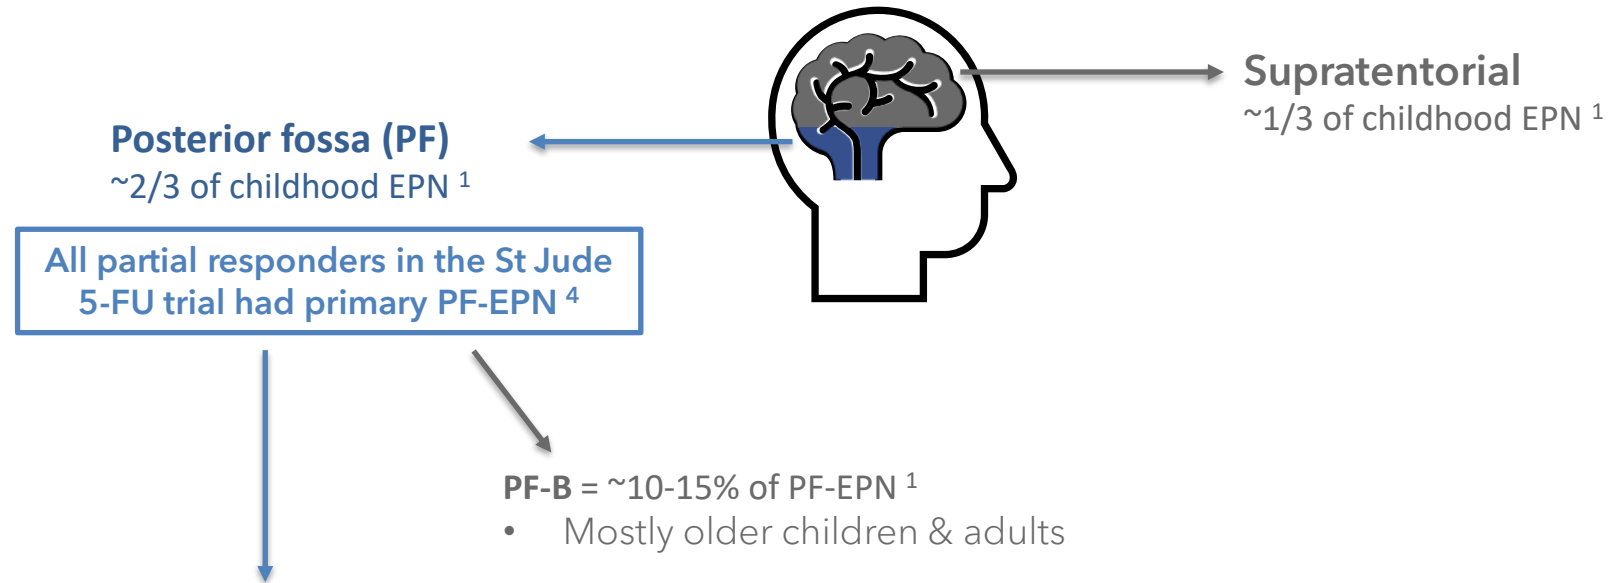 Supratentorial
~1/3 of childhood EPN 1
Posterior fossa (PF)
~2/3 of childhood EPN 1
All partial responders in the St Jude
5-FU trial had primary PF-EPN 4
PF-B = ~10-15% of PF-EPN 1
• Mostly older children & adults